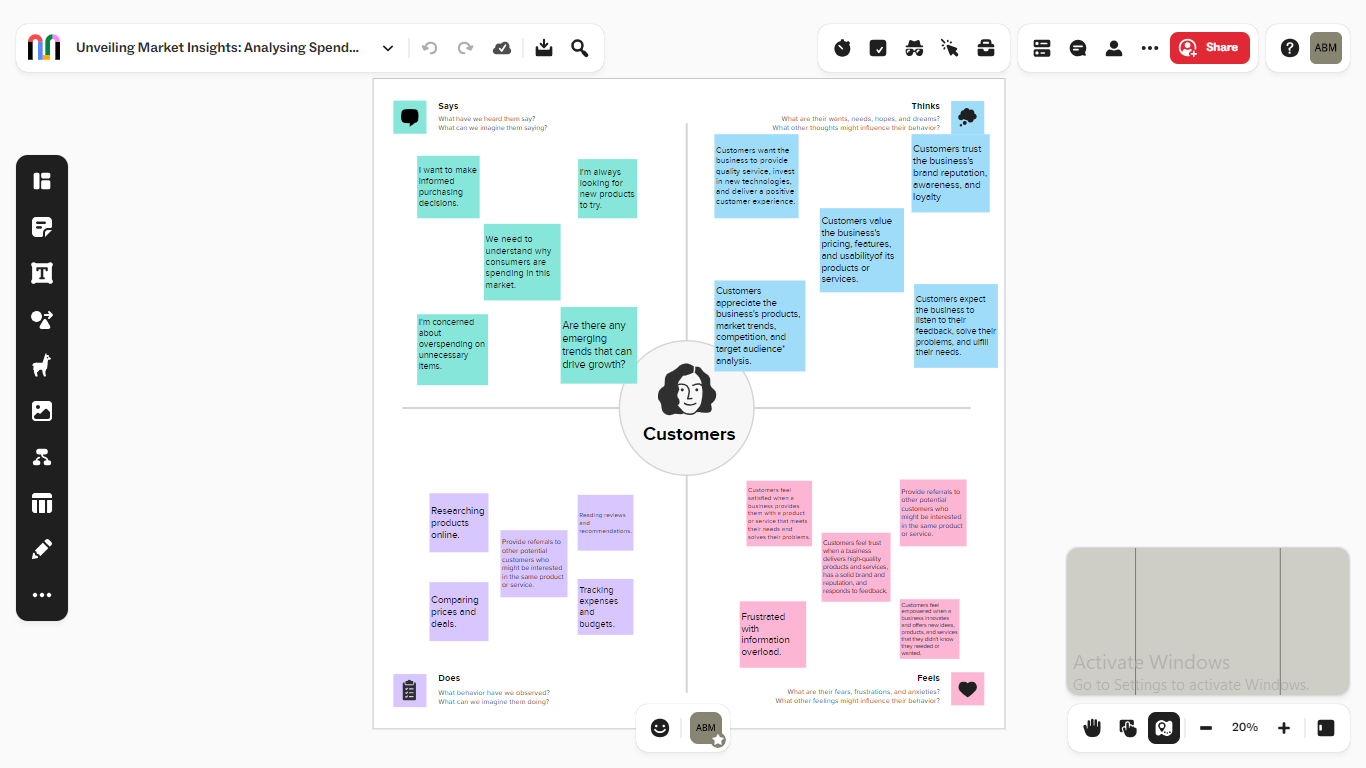 Unveiling Market Insights: Analysing Spend...
Share
ABM
Says
What have we heard them say?
What can we imagine them saying?
Thinks
What are their wants, needs, hopes, and dreams?
What other thoughts might influence their behavior?
I want to make
informed
purchasing
decisions.
I'm always
looking for
new products
to try.
We need to
understand why
consumers are
spending in this
market.
I'm concerned
about
overspending on
unnecessary
items.
Are there any
emerging
trends that can
drive growth?
Customers want the
business to provide
quality service, invest
in new technologies,
and deliver a positive
customer experience.
Customers trust
the business's
brand reputation,
awareness, and
loyalty
Customers value
the business's
pricing, features,
and usabilityof its
products or
services.
Customers
appreciate the
business's products,
market trends,
competition, and
target audience'
analysis.
Customers expect
the business to
listen to their
feedback, solve their
problems, and ulfill
their needs.
Customers
Researching
products
online.
Reading reviews
and
recommendations.
Provide referrals to
other potential
customers who
might be interested
in the same product
or service.
Comparing
prices and
deals.
Tracking
expenses
and
budgets.
Customers feel
satisfied when a
business provides
them with a product
or service that meets
their needs and
solves their problems.
Provide referrals to
other potential
customers who
might be interested
in the same product
or service.
Customers feel trust
when a business
delivers high-quality
products and services,
has a solid brand and
reputation, and
responds to feedback.
Frustrated
with
information
overload.
Customers feel
empowered when a
business innovates
and offers new ideas,
products, and services
that they didn't know
they needed or
wanted.
Does
What behavior have we observed?
What can we imagine them doing?
Feels
What are their fears, frustrations, and anxieties?
What other feelings might influence their behavior?
ABM
Activate Windows
Go to Settings to activate Windows.
20%